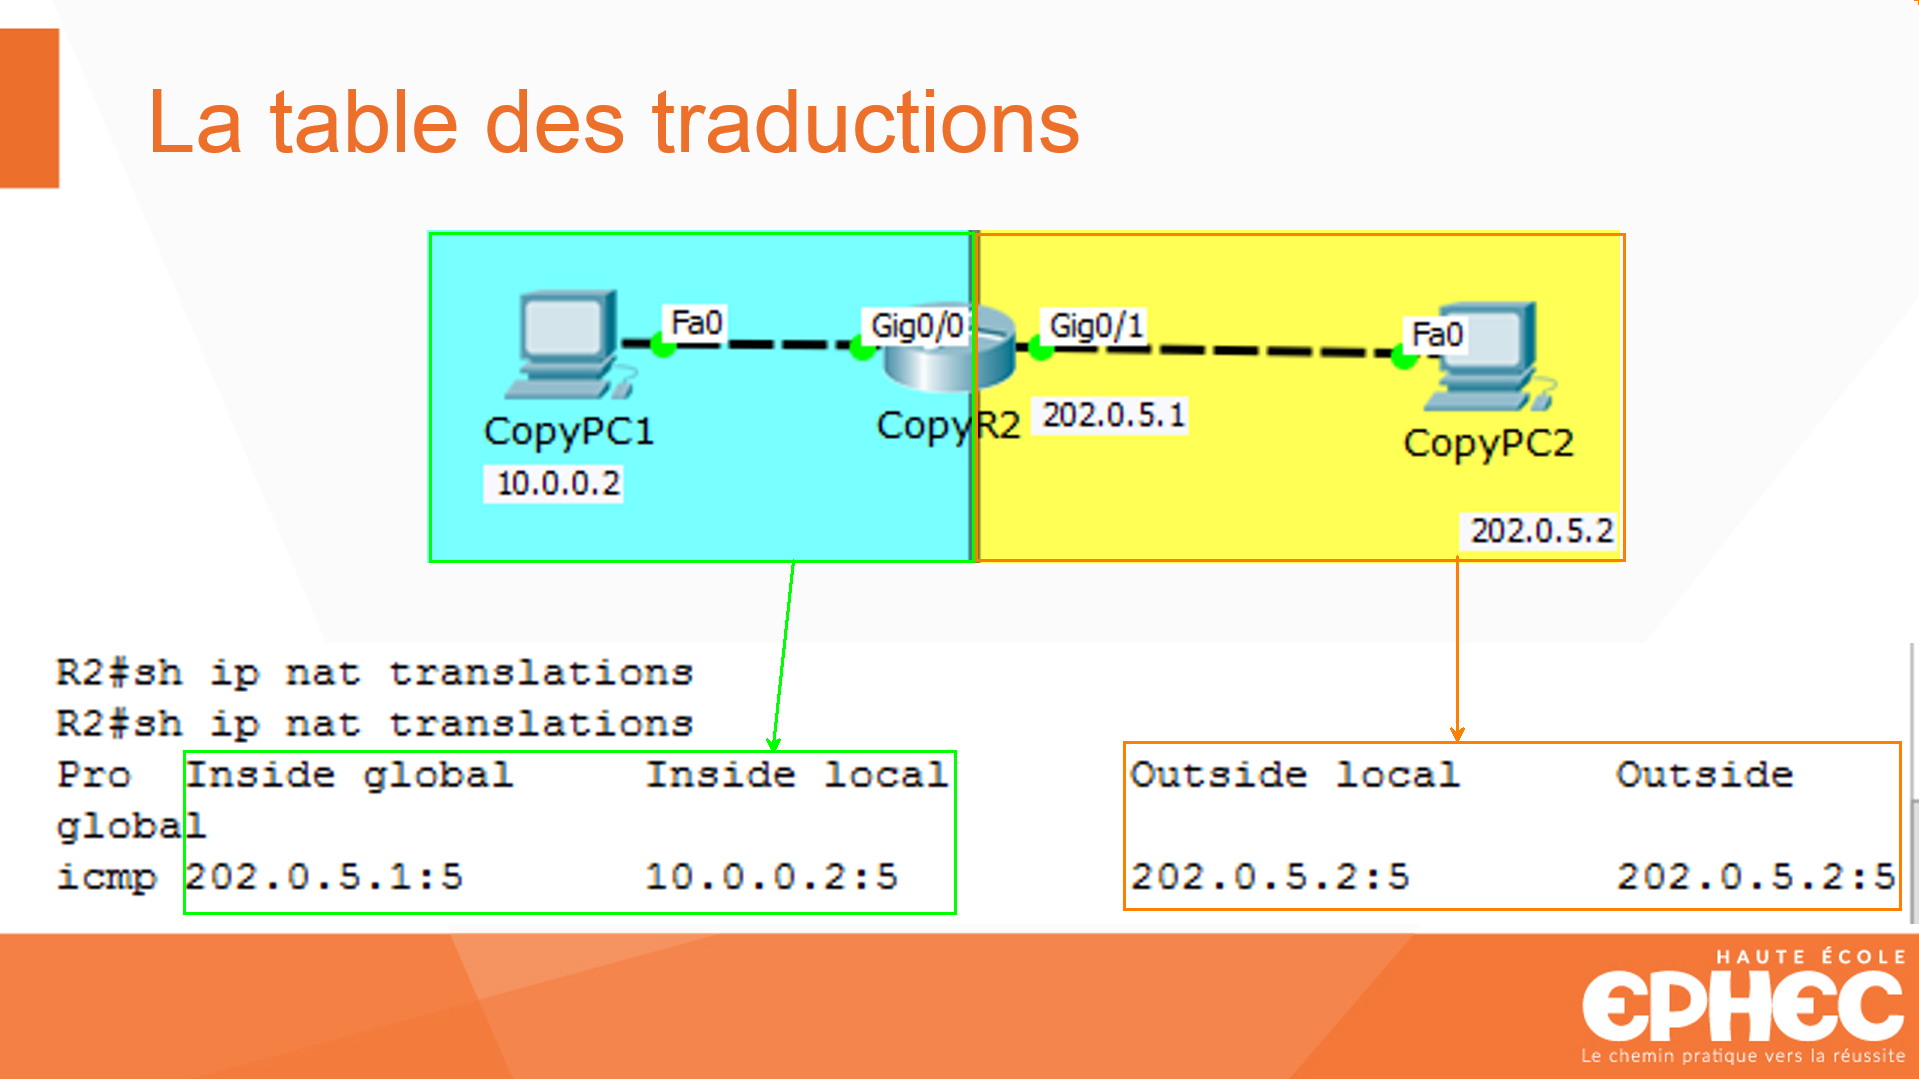 La table des traductions
Fa0
Gig0/0
Gig0/1
Fa0
CopyPC1
CopyR2
202.0.5.1
CopyPC2
10.0.0.2
202.0.5.2
R2#sh ip nat translations
R2#sh ip nat translations
Pro Inside global Inside local Outside local Outside
global
icmp 202.0.5.1:5 10.0.0.2:5 202.0.5.2:5 202.0.5.2:5
HAUTE ÉCOLE
EPHEC
Le chemin pratique vers la réussite